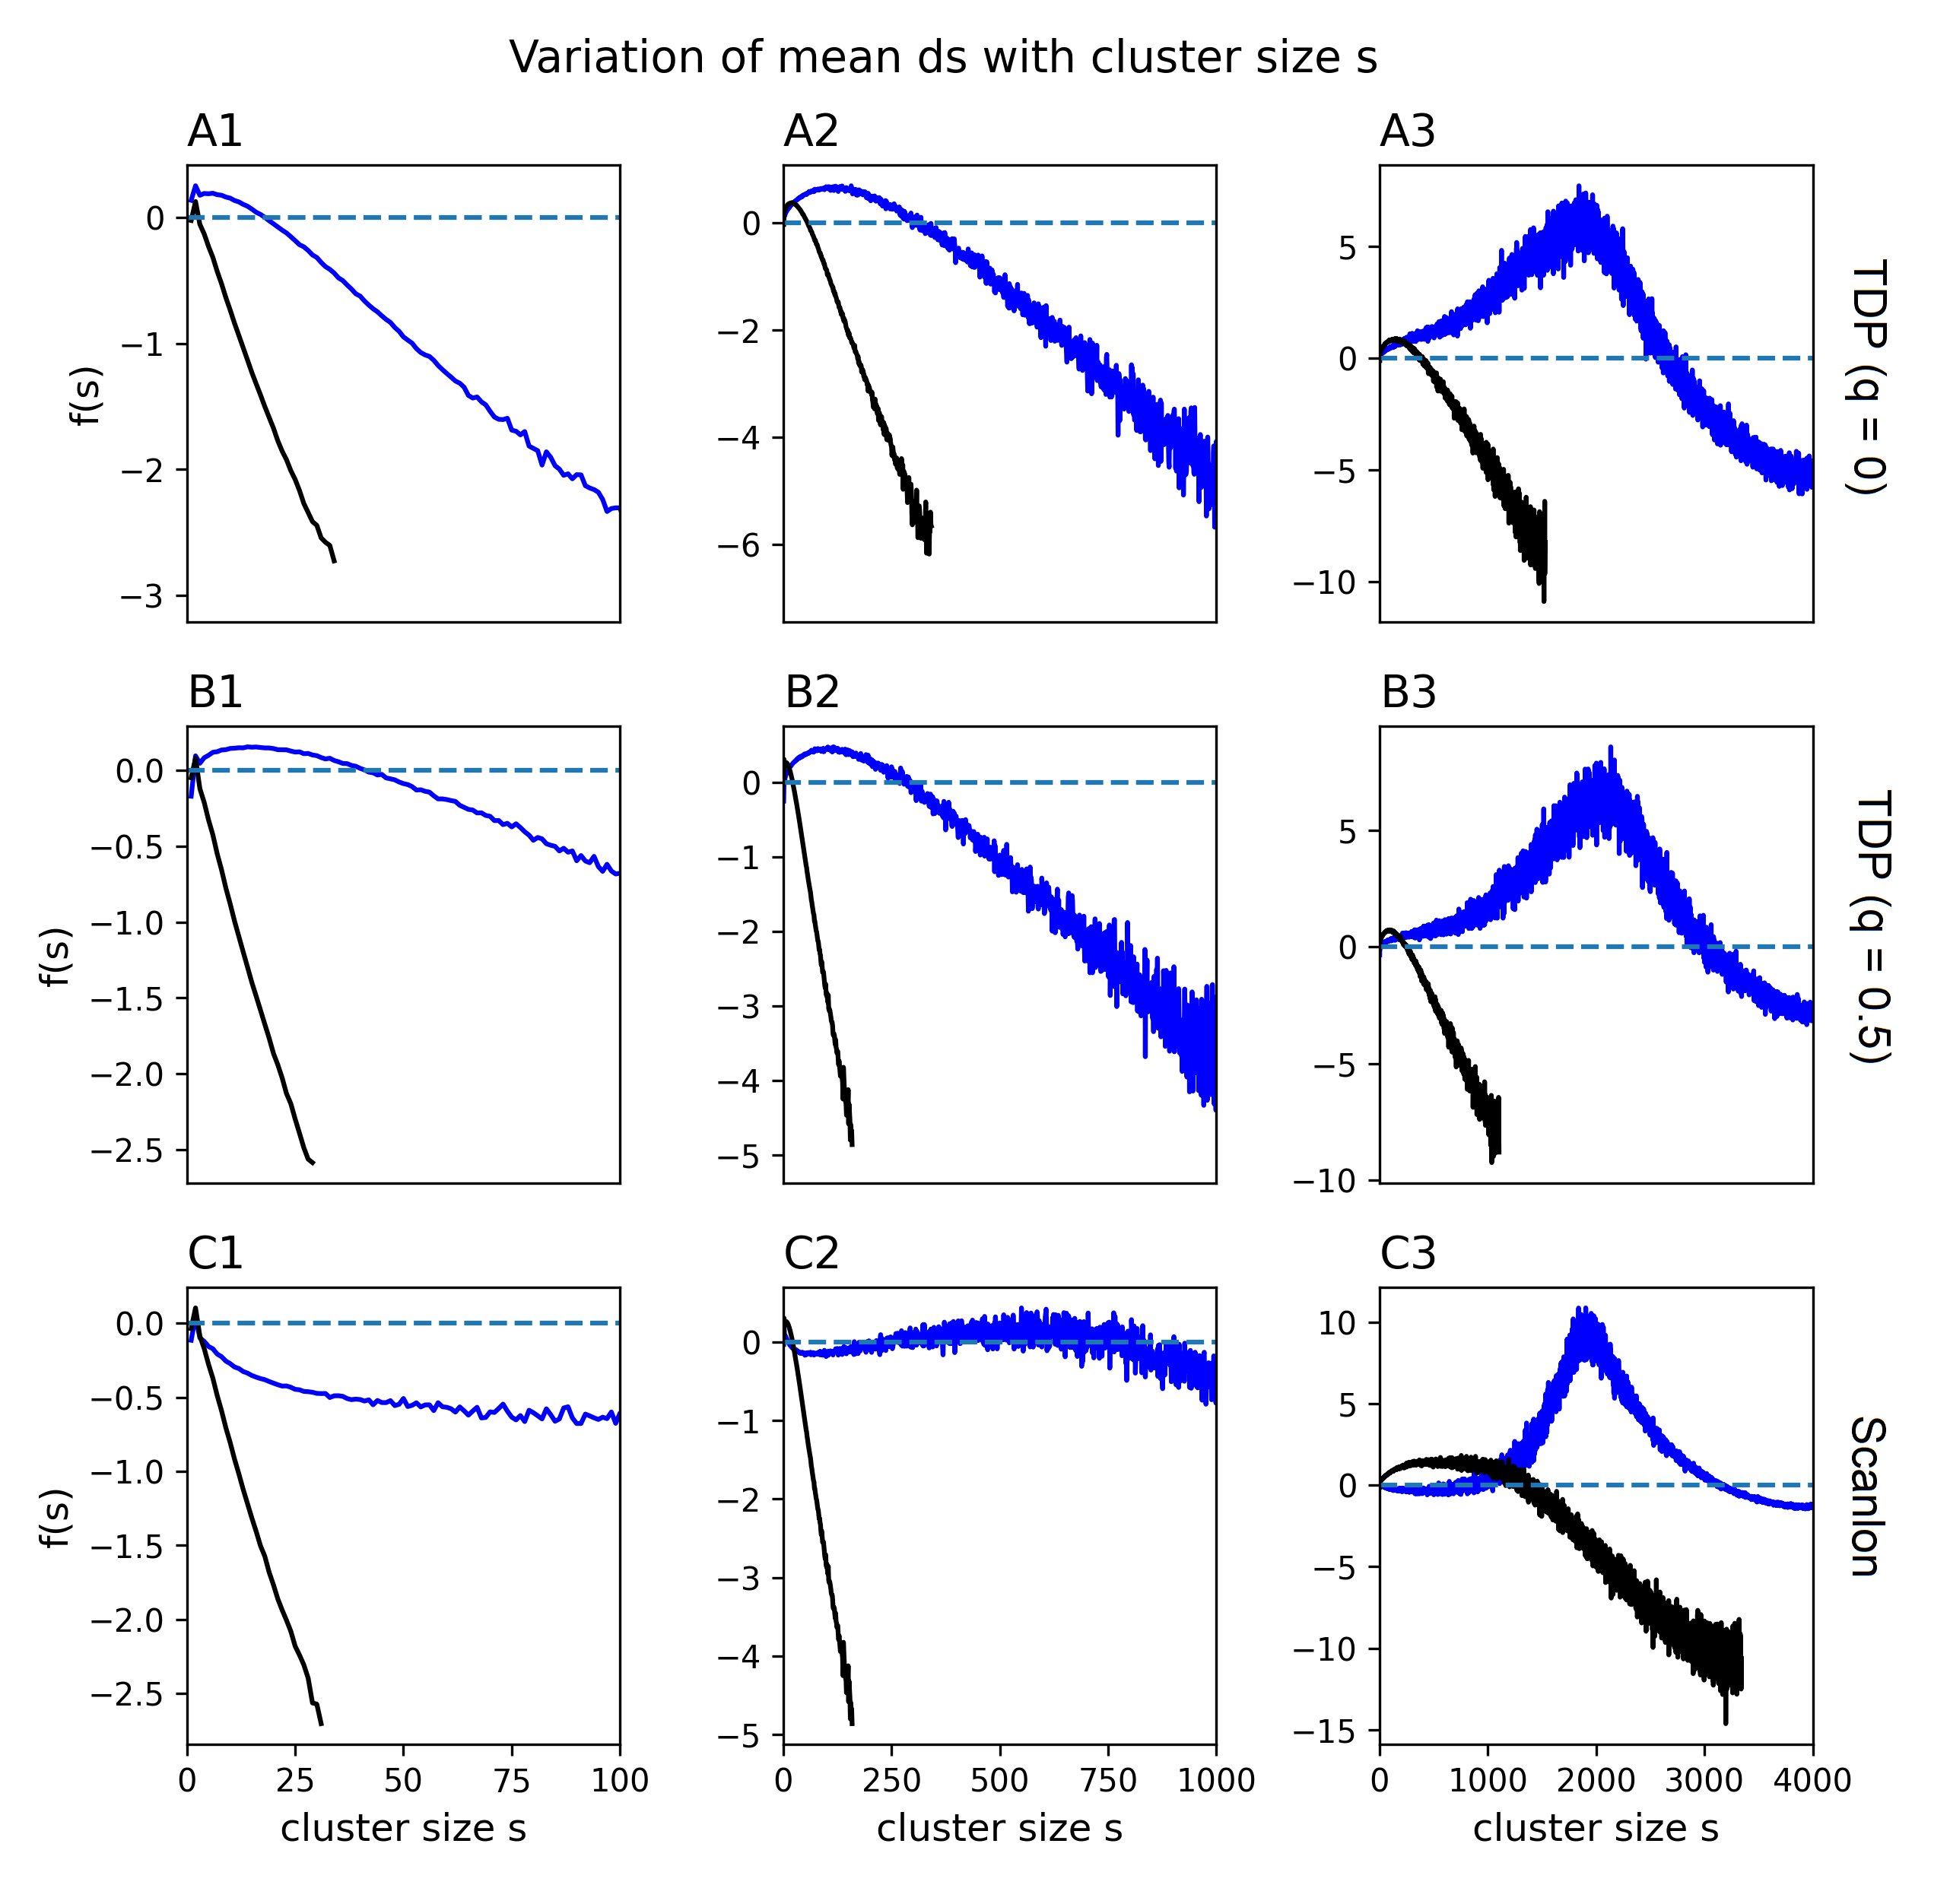 Variation of mean ds with cluster size s
A1
A2
A3
0
−1
−2
−3
f(s)
0
−2
−4
−6
5
0
−5
−10
TDP (q = 0)
B1
B2
B3
0.0
−0.5
−1.0
−1.5
−2.0
−2.5
f(s)
0
−1
−2
−3
−4
−5
5
0
−5
−10
TDP (q = 0.5)
C1
C2
C3
0.0
−0.5
−1.0
−1.5
−2.0
−2.5
f(s)
0
−1
−2
−3
−4
−5
10
5
0
−5
−10
−15
Scanlon
0 25 50 75 100
0 250 500 750 1000
0 1000 2000 3000 4000
cluster size s
cluster size s
cluster size s